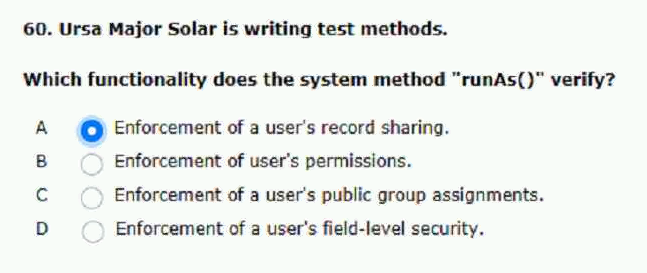 60. Ursa Major Solar is writing test methods.
Which functionality does the system method "runAs()" verify?
A Enforcement of a user's record sharing.
B Enforcement of user's permissions.
C Enforcement of a user's public group assignments.
D Enforcement of a user's field-level security.